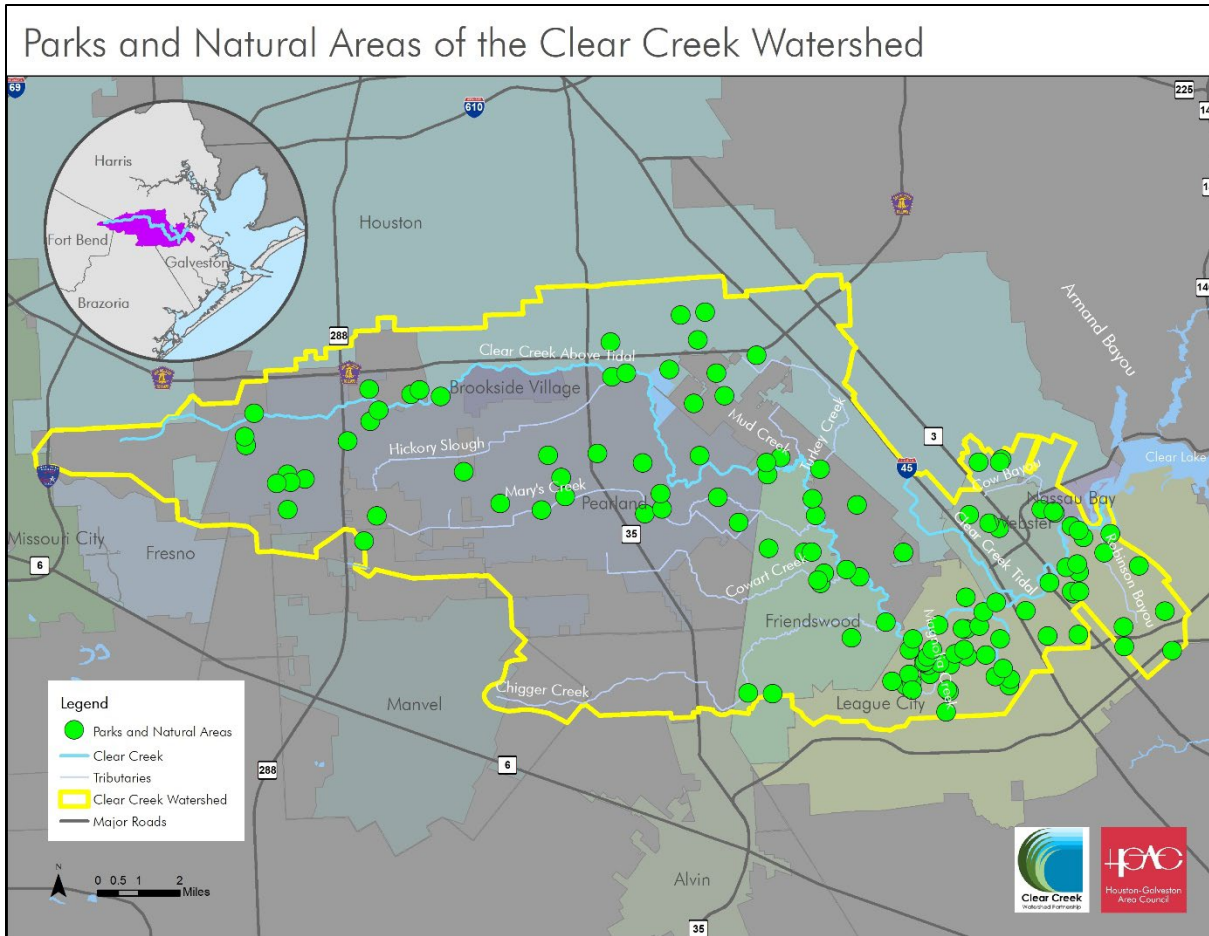 Parks and Natural Areas of the Clear Creek Watershed
69
610
225
Harris
Fort Bend
Galveston
Brazoria
Houston
288
Armand Bayou
Clear Creek Above Tidal
Brookside Village
Mud Creek
Turkey Creek
3
45
Hickory Slough
Cow Bayou
Clear Lake
Mary's Creek
Pearland
Nassau Bay
Webster
35
Missouri City
Fresno
6
Clear Creek Tidal
Robinson Bayou
Cowart Creek
Friendswood
Magnolia Creek
Chigger Creek
League City
Manvel
Legend
Parks and Natural Areas
Clear Creek
Tributaries
Clear Creek Watershed
Major Roads
288
6
N
0 0.5 1 2
Miles
Alvin
35
Clear Creek
Watershed Partnership
Houston-Galveston
Area Council